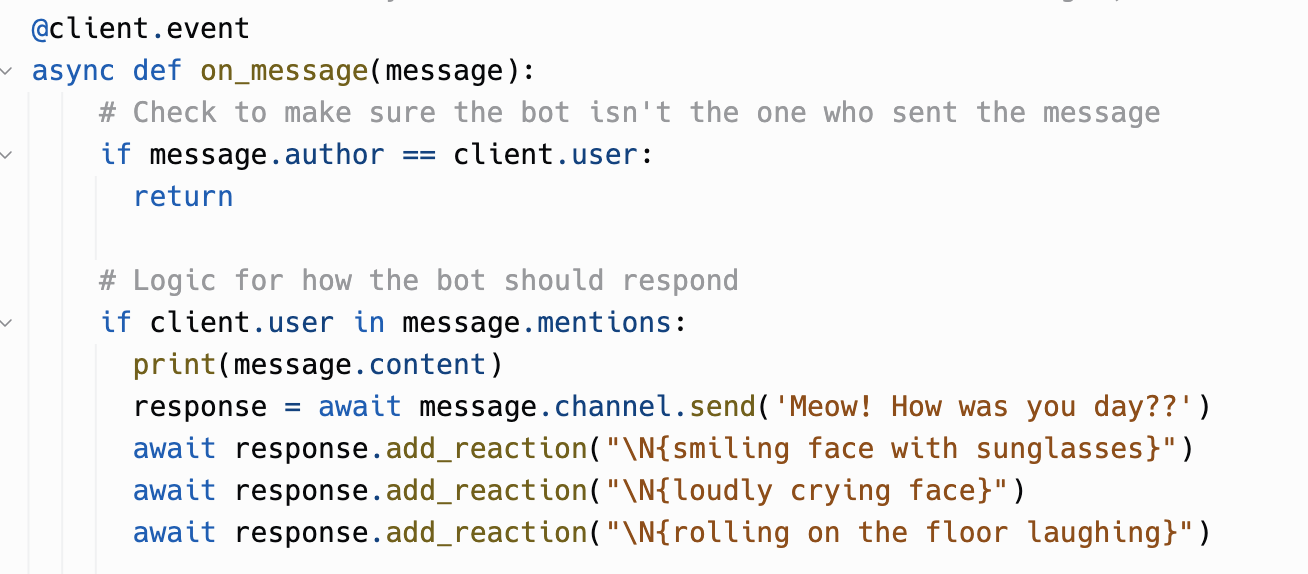 @client.event
async def on_message(message):
# Check to make sure the bot isn't the one who sent the message
if message.author == client.user:
return
# Logic for how the bot should respond
if client.user in message.mentions:
print(message.content)
response = await message.channel.send('Meow! How was you day??')
await response.add_reaction("\N{smiling face with sunglasses}")
await response.add_reaction("\N{loudly crying face}")
await response.add_reaction("\N{rolling on the floor laughing}")